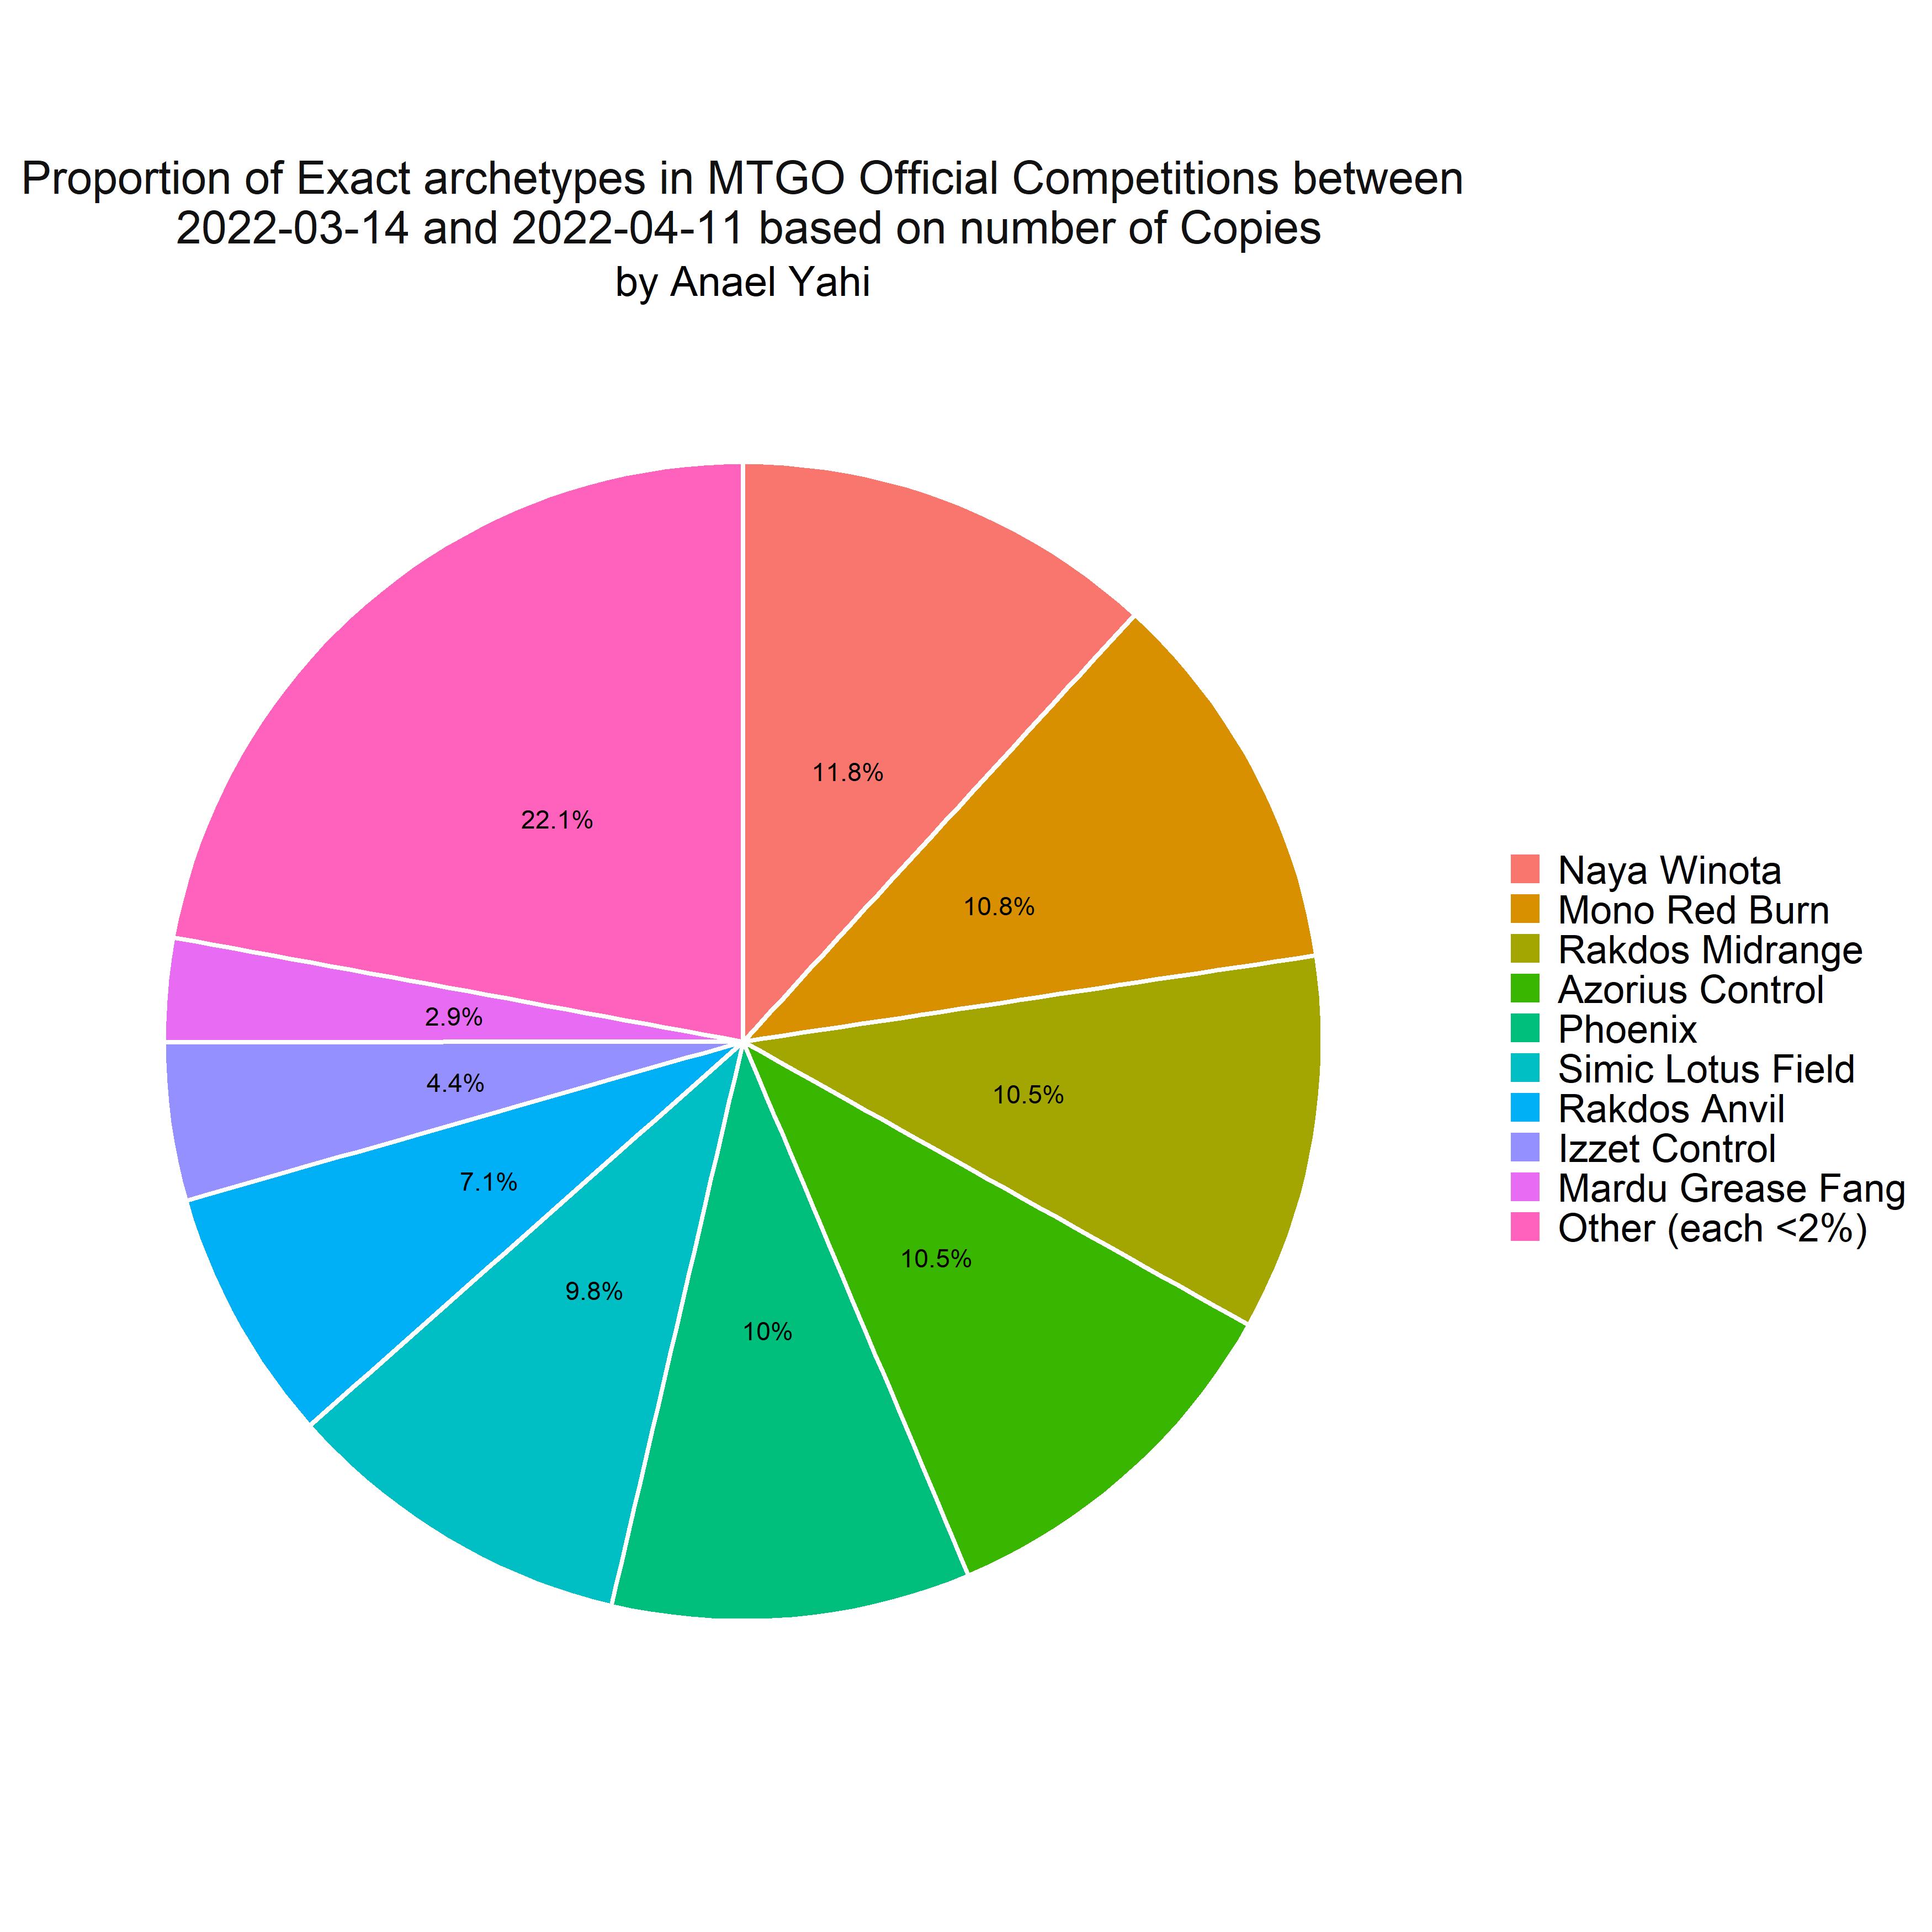 Proportion of Exact archetypes in MTGO Official Competitions between
2022-03-14 and 2022-04-11 based on number of Copies
by Anael Yahi
11.8%
22.1%
10.8%
2.9%
4.4%
10.5%
7.1%
10.5%
9.8%
10%
Naya Winota
Mono Red Burn
Rakdos Midrange
Azorius Control
Phoenix
Simic Lotus Field
Rakdos Anvil
Izzet Control
Mardu Grease Fang
Other (each <2%)